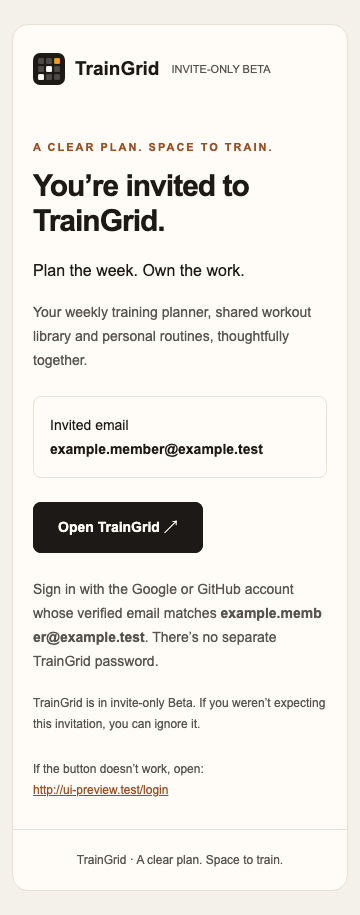 TrainGrid INVITE-ONLY BETA
A CLEAR PLAN. SPACE TO TRAIN.
You’re invited to
TrainGrid.
Plan the week. Own the work.
Your weekly training planner, shared workout
library and personal routines, thoughtfully
together.
Invited email
example.member@example.test
Open TrainGrid ↗
Sign in with the Google or GitHub account
whose verified email matches example.memb
er@example.test. There’s no separate
TrainGrid password.
TrainGrid is in invite-only Beta. If you weren’t expecting
this invitation, you can ignore it.
If the button doesn’t work, open:
http://ui-preview.test/login
TrainGrid · A clear plan. Space to train.